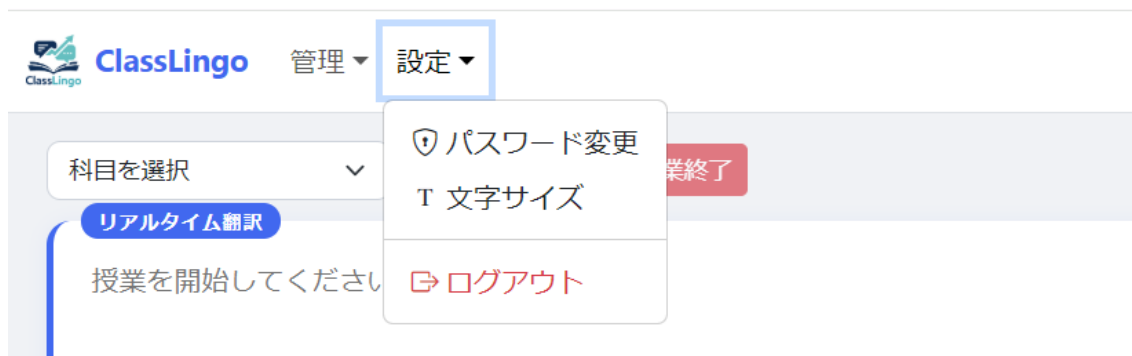 ClassLingo
ClassLingo 管理 設定
パスワード変更
文字サイズ
ログアウト
科目を選択
業終了
リアルタイム翻訳
授業を開始してください